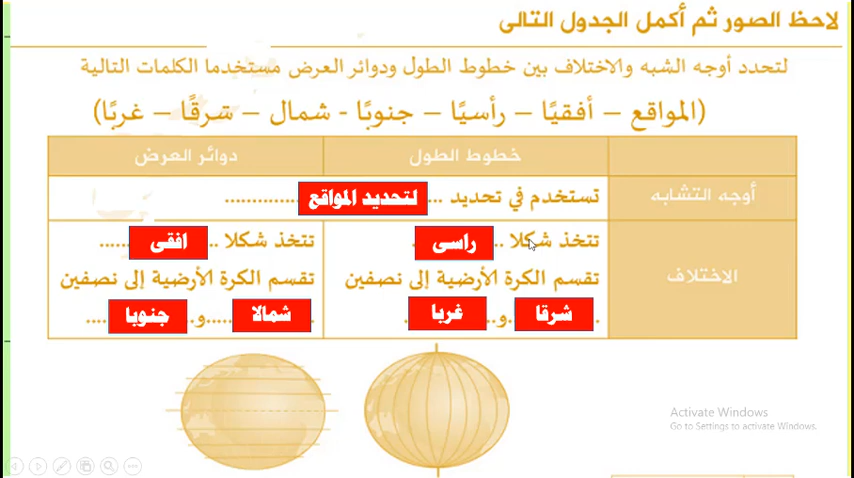 لاحظ الصور ثم أكمل الجدول التالى
لتحدد أوجه الشبه والاختلاف بين خطوط الطول ودوائر العرض مستخدما الكلمات التالية
(المواقع – أفقيًا – رأسيًا – جنوبًا - شمال – شرقًا – غربًا)
خطوط الطول دوائر العرض
أوجه التشابه تستخدم في تحديد ... لتحديد المواقع ..............
الاختلاف
تتخذ شكلا .. راسى .
تقسم الكرة الأرضية إلى نصفين
. شرقا .و.. غربا .
تتخذ شكلا .. افقى ......
تقسم الكرة الأرضية إلى نصفين
. شمالا .....و.. جنوبا ....
Activate Windows
Go to Settings to activate Windows.